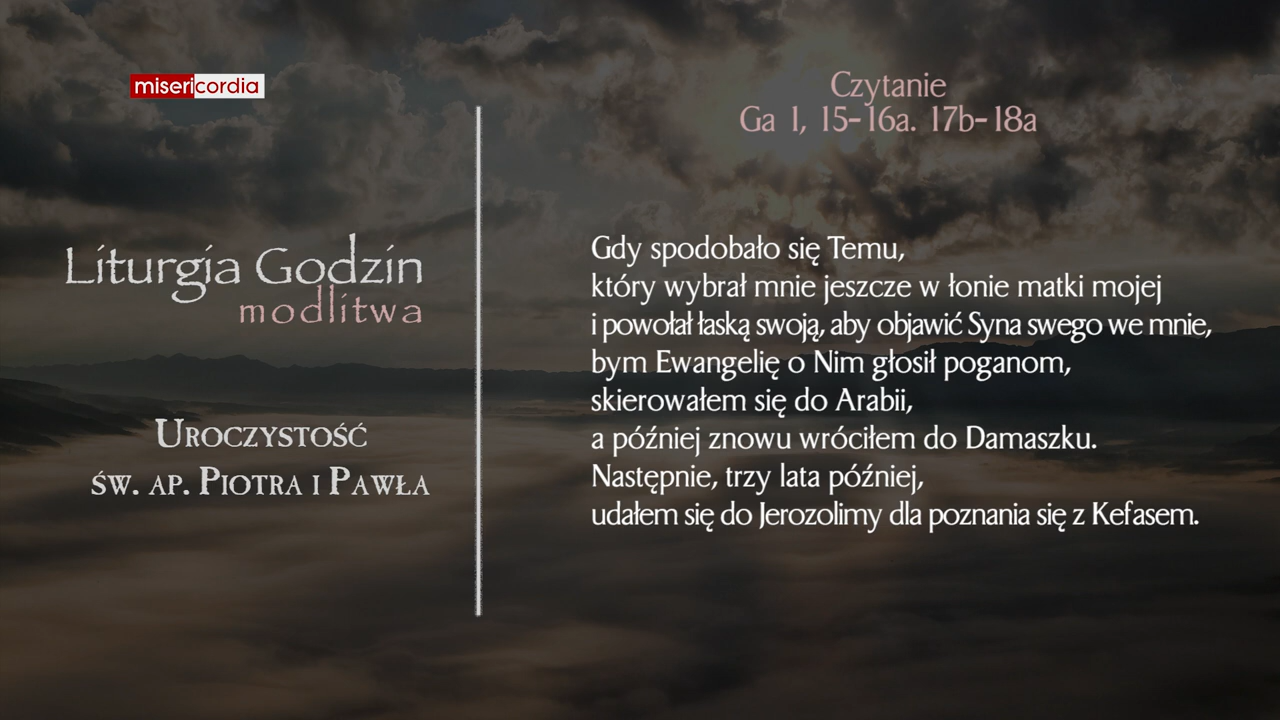 misericordia
Liturgia Godzin
modlitwa
Uroczystość
św. ap. Piotra i Pawła
Czytanie
Ga 1, 15-16a. 17b-18a
Gdy spodobało się Temu,
który wybrał mnie jeszcze w łonie matki mojej
i powołał łaską swoją, aby objawić Syna swego we mnie,
bym Ewangelię o Nim głosił poganom,
skierowałem się do Arabii,
a później znowu wróciłem do Damaszku.
Następnie, trzy lata później,
udałem się do Jerozolimy dla poznania się z Kefasem.